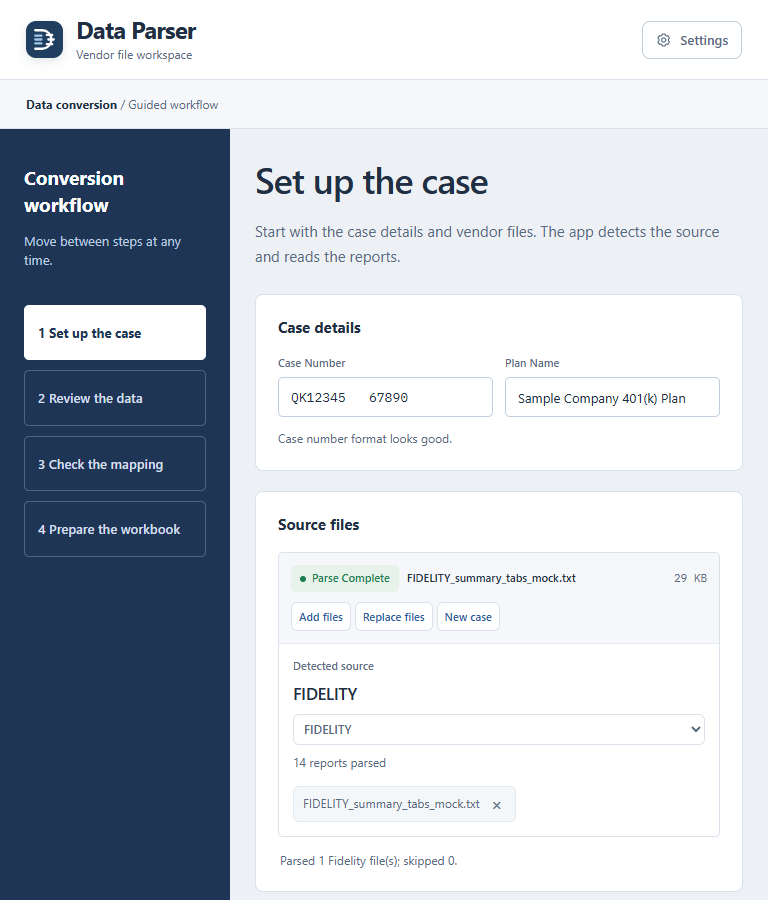 Data Parser
Vendor file workspace
Settings
Data conversion / Guided workflow
Conversion
workflow
Move between steps at any
time.
1 Set up the case
2 Review the data
3 Check the mapping
4 Prepare the workbook
Set up the case
Start with the case details and vendor files. The app detects the source
and reads the reports.
Case details
Case Number
Plan Name
QK12345   67890
Sample Company 401(k) Plan
Case number format looks good.
Source files
Parse Complete
FIDELITY_summary_tabs_mock.txt
29 KB
Add files
Replace files
New case
Detected source
FIDELITY
FIDELITY
14 reports parsed
FIDELITY_summary_tabs_mock.txt ×
Parsed 1 Fidelity file(s); skipped 0.